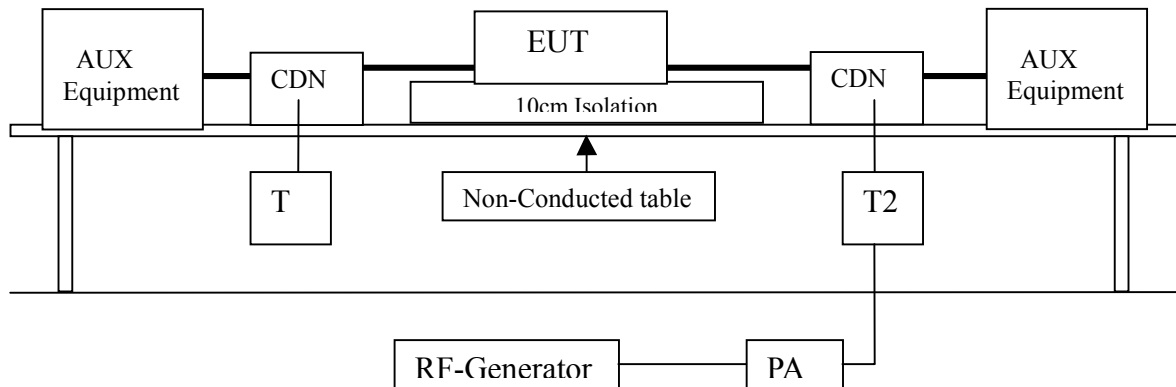 AUX
Equipment
CDN
EUT
10cm Isolation
CDN
AUX
Equipment
T
Non-Conducted table
T2
RF-Generator
PA